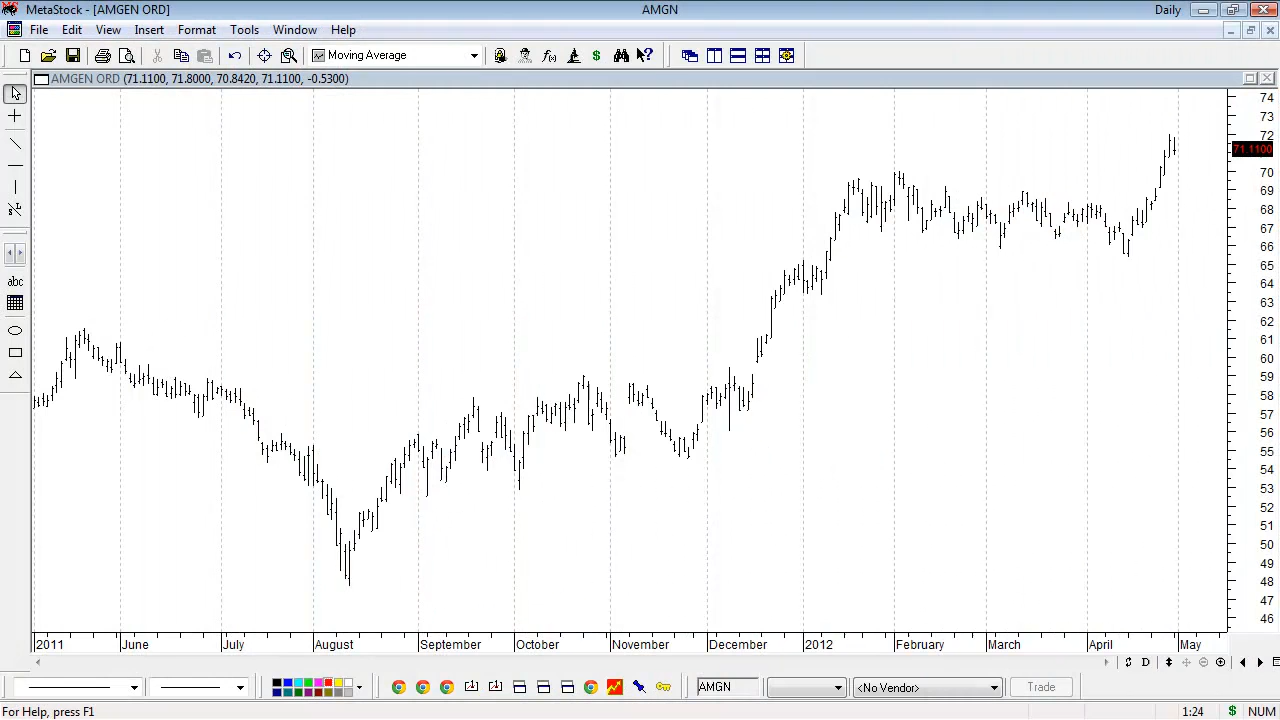 MetaStock - [AMGEN ORD]
AMGN
Daily
File Edit View Insert Format Tools Window Help
Moving Average
AMGEN ORD (71.1100, 71.8000, 70.8420, 71.1100, -0.5300)
74
73
72
71.1100
70
69
68
67
66
65
64
63
62
61
60
59
58
57
56
55
54
53
52
51
50
49
48
47
46
abc
2011 June July August September October November December 2012 February March April May
D
AMGN <No Vendor> Trade
For Help, press F1
1:24 $ NUM